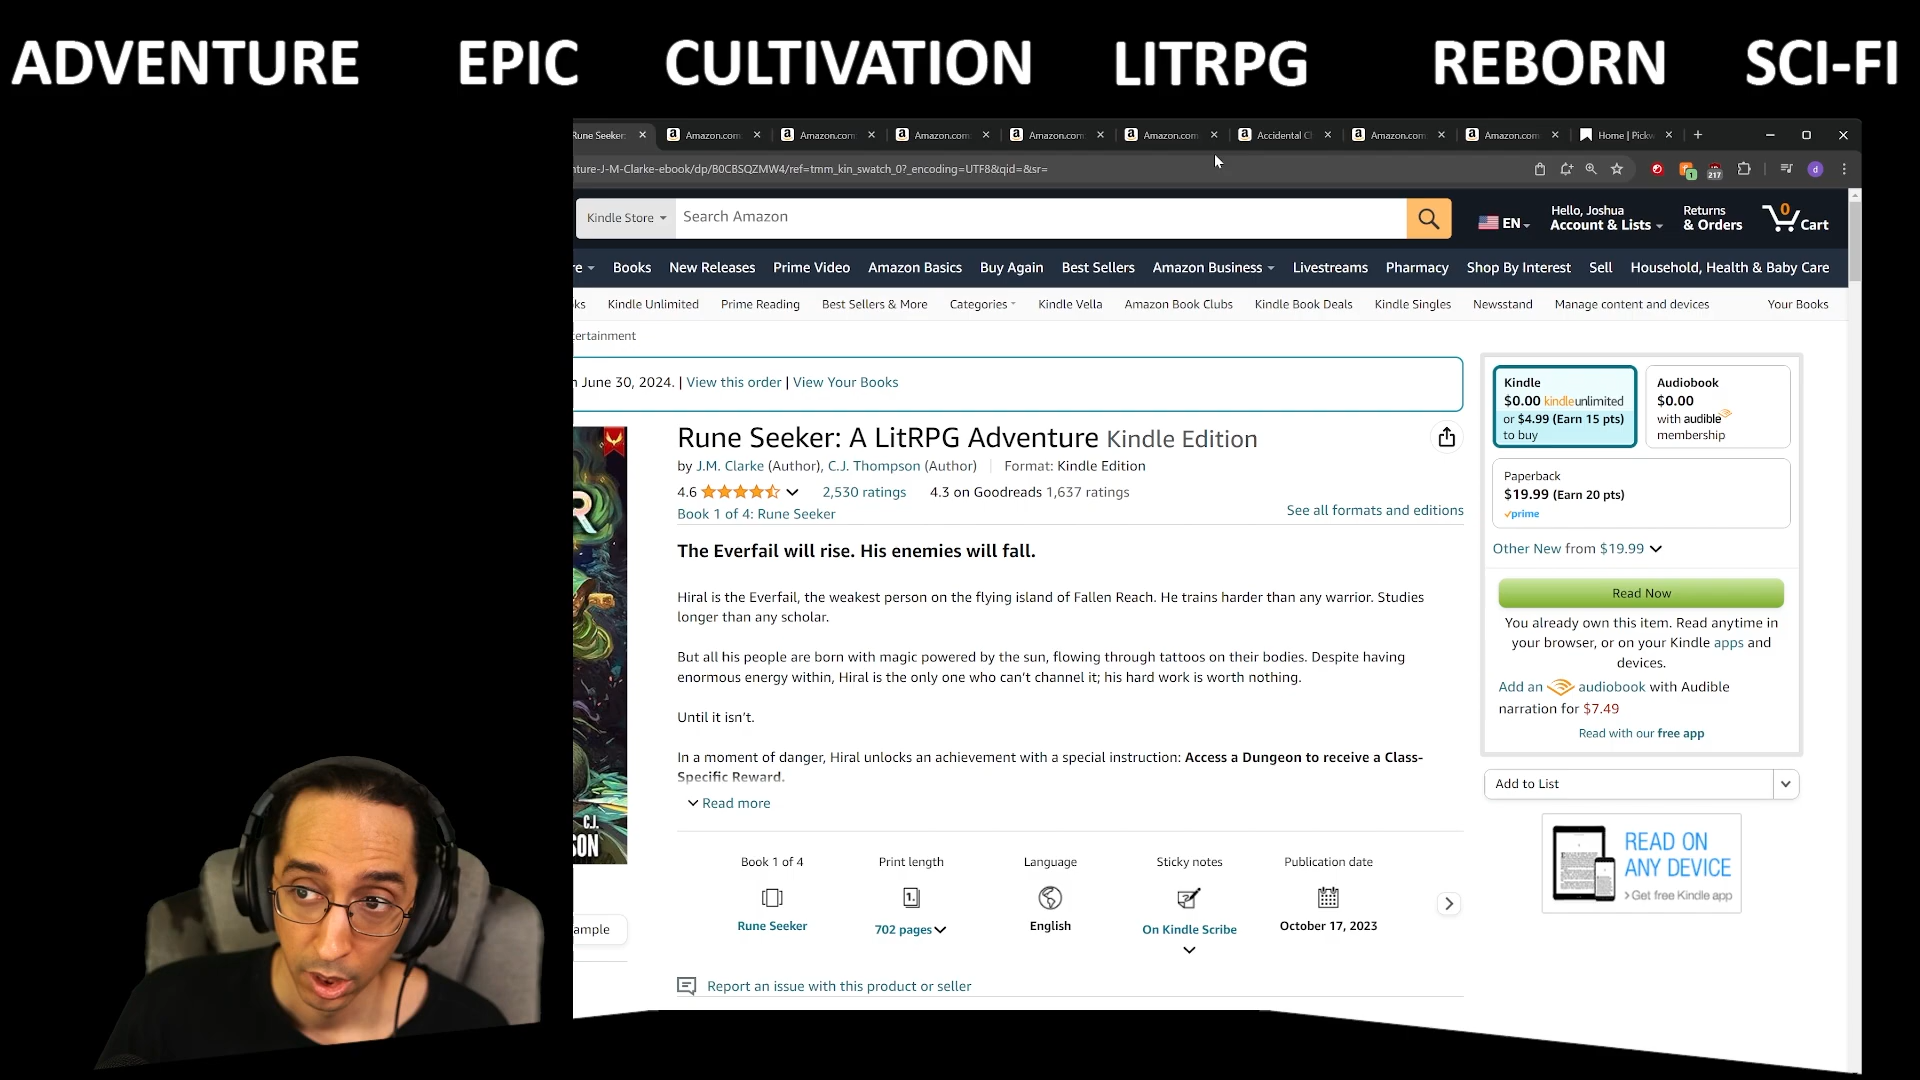 ADVENTURE EPIC CULTIVATION LITRPG REBORN SCI-FI
Rune Seeker: Amazon.com Amazon.com Amazon.com Amazon.com Amazon.com Accidental C Amazon.com Amazon.com Home | Pickw
nture-J-M-Clarke-ebook/dp/B0CBSQZMW4/ref=tmm_kin_swatch_0?_encoding=UTF8&qid=&sr=
1 217 d
Kindle Store Search Amazon EN Hello, Joshua Account & Lists Returns & Orders 0 Cart
re Books New Releases Prime Video Amazon Basics Buy Again Best Sellers Amazon Business Livestreams Pharmacy Shop By Interest Sell Household, Health & Baby Care
ks Kindle Unlimited Prime Reading Best Sellers & More Categories Kindle Vella Amazon Book Clubs Kindle Book Deals Kindle Singles Newsstand Manage content and devices Your Books
tertainment
n June 30, 2024. | View this order | View Your Books
Rune Seeker: A LitRPG Adventure Kindle Edition
by J.M. Clarke (Author), C.J. Thompson (Author) Format: Kindle Edition
4.6 2,530 ratings 4.3 on Goodreads 1,637 ratings
Book 1 of 4: Rune Seeker
See all formats and editions
The Everfail will rise. His enemies will fall.
Hiral is the Everfail, the weakest person on the flying island of Fallen Reach. He trains harder than any warrior. Studies
longer than any scholar.
But all his people are born with magic powered by the sun, flowing through tattoos on their bodies. Despite having
enormous energy within, Hiral is the only one who can't channel it; his hard work is worth nothing.
Until it isn't.
In a moment of danger, Hiral unlocks an achievement with a special instruction: Access a Dungeon to receive a Class-
Specific Reward.
Read more
R
C.J.
SON
ample
Book 1 of 4
Rune Seeker
Print length
702 pages
Language
English
Sticky notes
On Kindle Scribe
Publication date
October 17, 2023
Report an issue with this product or seller
Kindle
$0.00 kindleunlimited
or $4.99 (Earn 15 pts)
to buy
Audiobook
$0.00
with audible
membership
Paperback
$19.99 (Earn 20 pts)
prime
Other New from $19.99
Read Now
You already own this item. Read anytime in
your browser, or on your Kindle apps and
devices.
Add an audiobook with Audible
narration for $7.49
Read with our free app
Add to List
READ ON
ANY DEVICE
Get free Kindle app